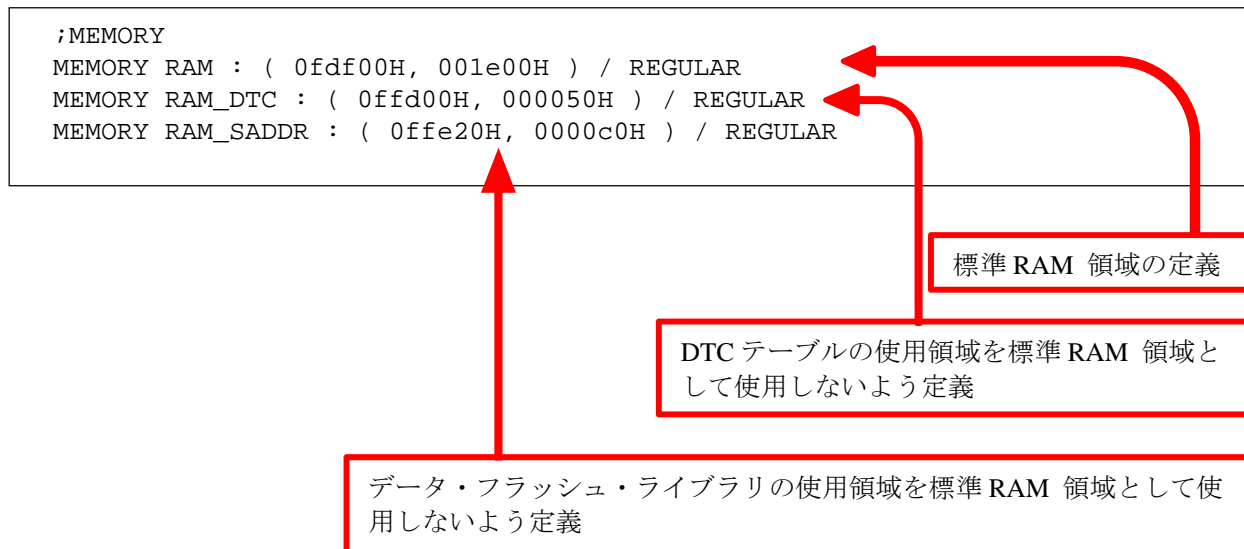 ;MEMORY
MEMORY RAM : ( 0fdf00H, 001e00H ) / REGULAR
MEMORY RAM_DTC : ( 0ffd00H, 000050H ) / REGULAR
MEMORY RAM_SADDR : ( 0ffe20H, 0000c0H ) / REGULAR
標準 RAM 領域の定義
DTC テーブルの使用領域を標準 RAM 領域と
して使用しないよう定義
データ・フラッシュ・ライブラリの使用領域を標準 RAM 領域として使
用しないよう定義